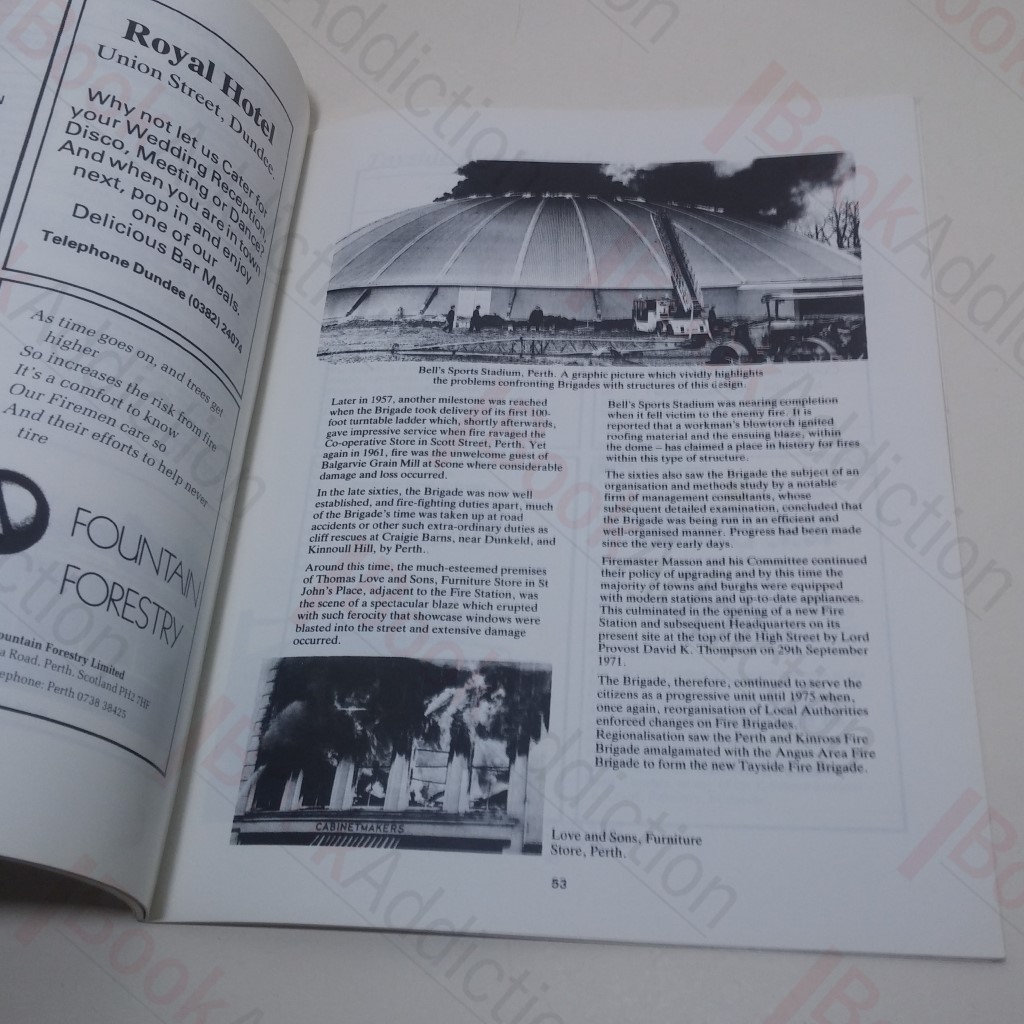 Royal Hotel
Union Street, Dundee.
Why not let us Cater for
your Wedding Reception,
Disco, Meeting or Dance?
And when you are in town
next, pop in and enjoy
one of our
Delicious Bar Meals.
Telephone Dundee (0382) 24074
As time goes on, and trees get
higher
So increases the risk from fire
It's a comfort to know
Our Firemen care so
And their efforts to help never
tire
FOUNTAIN
FORESTRY
Fountain Forestry Limited
Road, Perth, Scotland PH2 7HF
Telephone: Perth 0738 38425
Bell's Sports Stadium, Perth. A graphic picture which vividly highlights
the problems confronting Brigades with structures of this design.
Later in 1957, another milestone was reached
when the Brigade took delivery of its first 100-
foot turntable ladder which, shortly afterwards,
gave impressive service when fire ravaged the
Co-operative Store in Scott Street, Perth. Yet
again in 1961, fire was the unwelcome guest of
Balgarvie Grain Mill at Scone where considerable
damage and loss occurred.
In the late sixties, the Brigade was now well
established, and fire-fighting duties apart, much
of the Brigade's time was taken up at road
accidents or other such extra-ordinary duties as
cliff rescues at Craigie Barns, near Dunkeld, and
Kinnoull Hill, by Perth.
Around this time, the much-esteemed premises
of Thomas Love and Sons, Furniture Store in St
John's Place, adjacent to the Fire Station, was
the scene of a spectacular blaze which erupted
with such ferocity that showcase windows were
blasted into the street and extensive damage
occurred.
CABINETMAKERS
Bell's Sports Stadium was nearing completion
when it fell victim to the enemy fire. It is
reported that a workman's blowtorch ignited
roofing material and the ensuing blaze, within
the dome — has claimed a place in history for fires
within this type of structure.
The sixties also saw the Brigade the subject of an
organisation and methods study by a notable
firm of management consultants, whose
subsequent detailed examination, concluded that
the Brigade was being run in an efficient and
well-organised manner. Progress had been made
since the very early days.
Firemaster Masson and his Committee continued
their policy of upgrading and by this time the
majority of towns and burghs were equipped
with modern stations and up-to-date appliances.
This culminated in the opening of a new Fire
Station and subsequent Headquarters on its
present site at the top of the High Street by Lord
Provost David K. Thompson on 29th September
1971.
The Brigade, therefore, continued to serve the
citizens as a progressive unit until 1975 when,
once again, reorganisation of Local Authorities
enforced changes on Fire Brigades.
Regionalisation saw the Perth and Kinross Fire
Brigade amalgamated with the Angus Area Fire
Brigade to form the new Tayside Fire Brigade.
Love and Sons, Furniture
Store, Perth.
53
BookAddiction